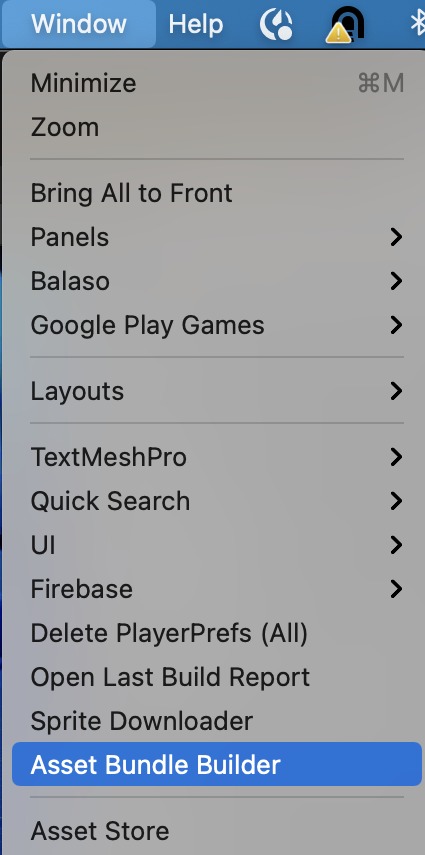 Window Help
Minimize ⌘M
Zoom
Bring All to Front
Panels
Balaso
Google Play Games
Layouts
TextMeshPro
Quick Search
UI
Firebase
Delete PlayerPrefs (All)
Open Last Build Report
Sprite Downloader
Asset Bundle Builder
Asset Store